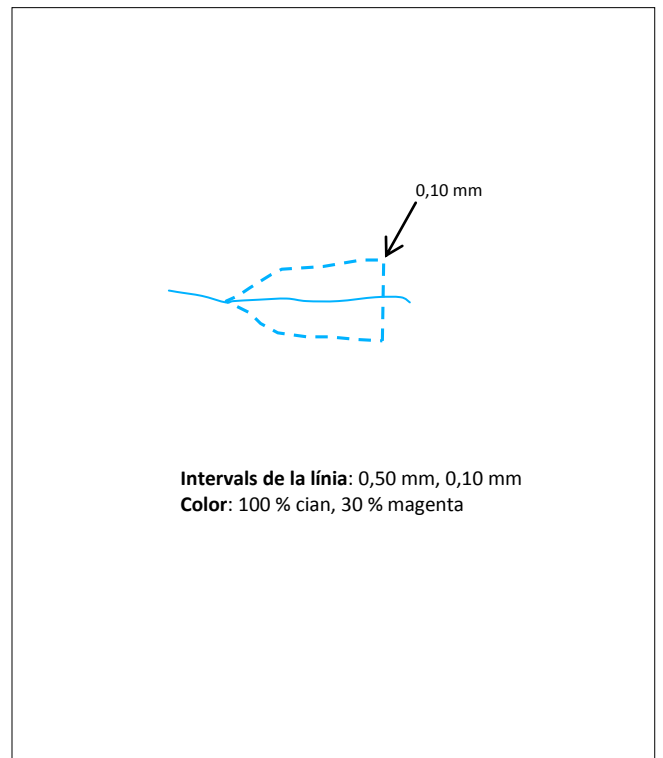 0,10 mm
Intervals de la línia: 0,50 mm, 0,10 mm
Color: 100 % cian, 30 % magenta